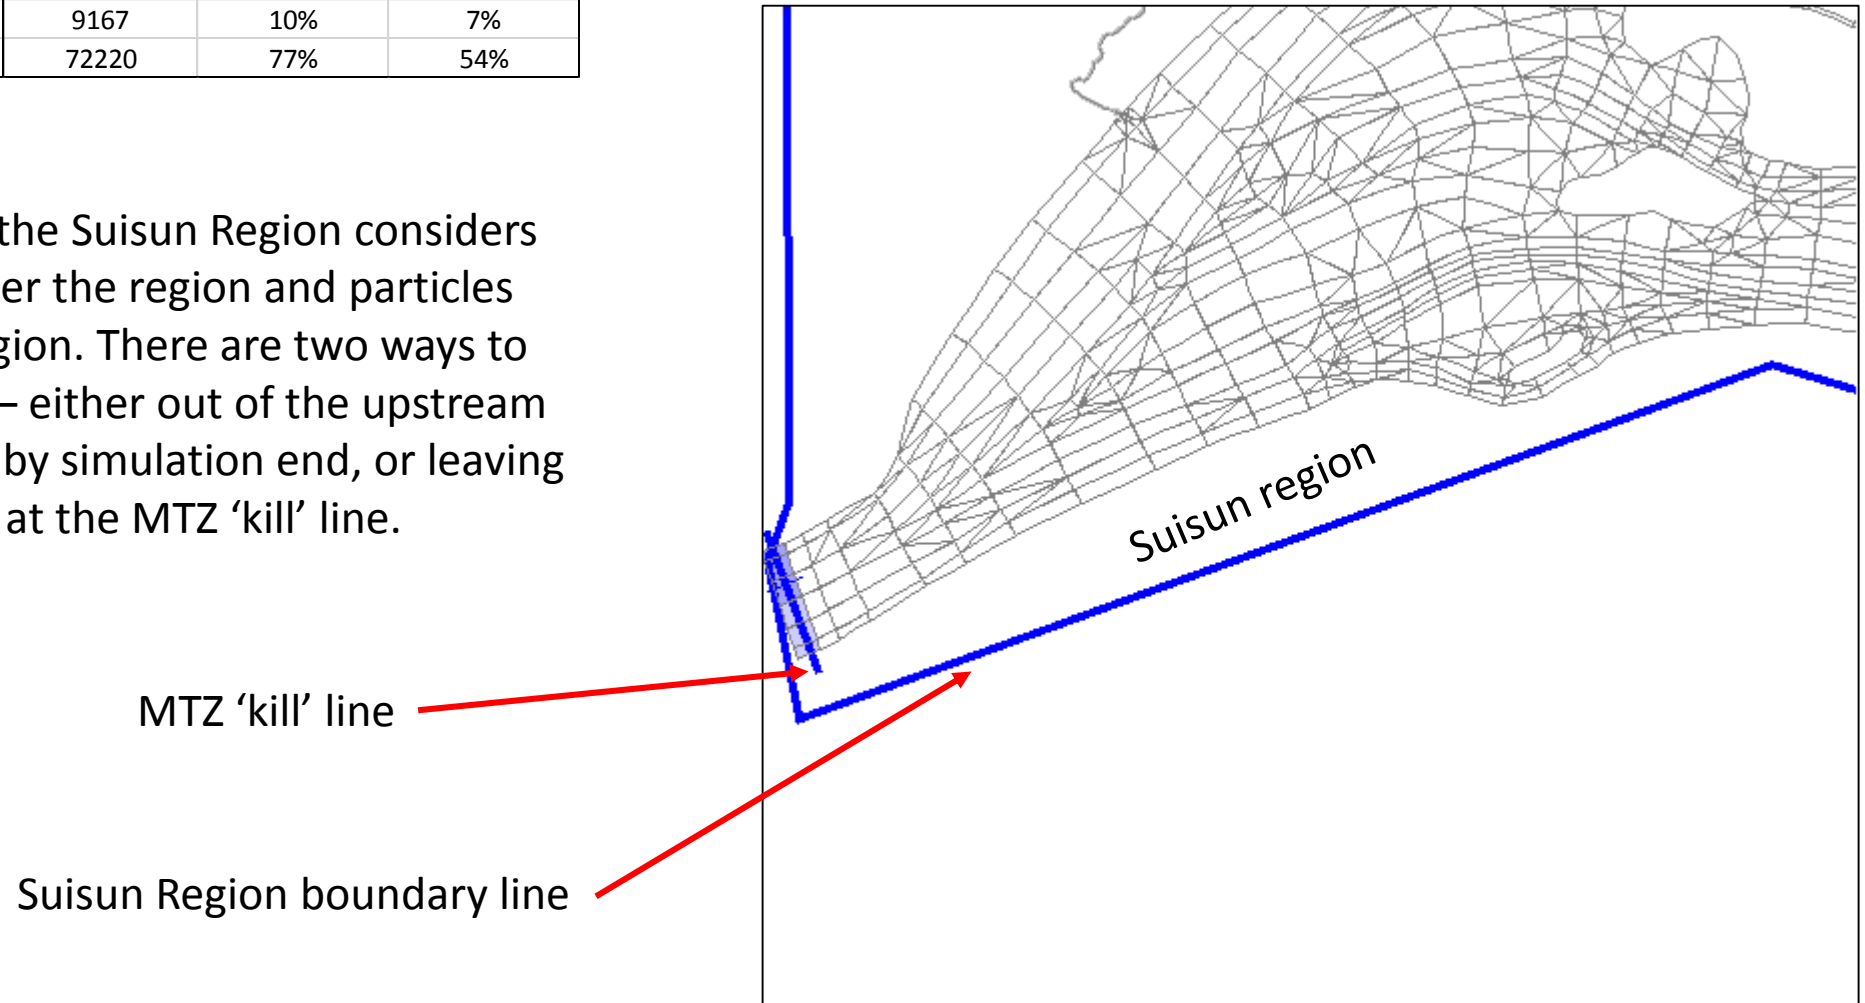 9167 10% 7%
72220 77% 54%
the Suisun Region considers
er the region and particles
gion. There are two ways to
– either out of the upstream
by simulation end, or leaving
at the MTZ ‘kill’ line.
Suisun region
MTZ ‘kill’ line
Suisun Region boundary line